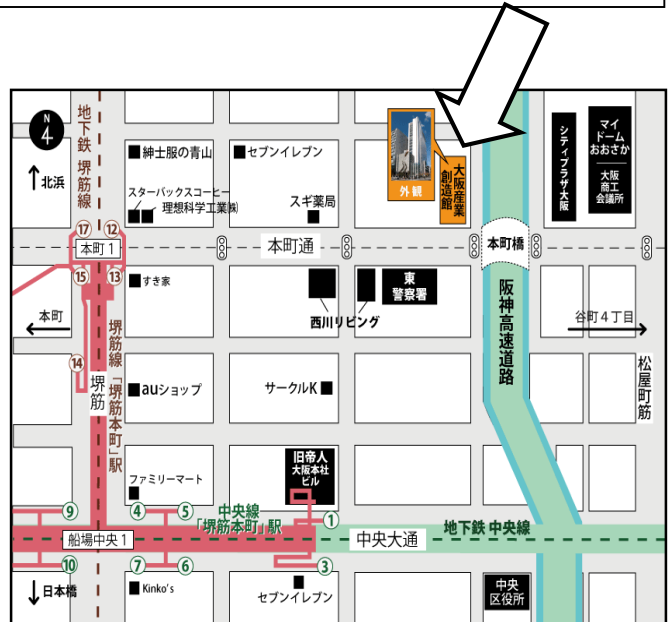 N
4
北浜
地下鉄 堺筋線
紳士服の青山
セブンイレブン
スターバックスコーヒー
理想科学工業㈱
スギ薬局
外観
大阪産業
創造館
シティプラザ大阪
マイ
ドーム
おおさか
大阪
商工
会議所
⑰
⑫
本町1
本町通
本町橋
⑮
⑬
すき家
西川リビング
東
警察署
阪神高速道路
本町
谷町4丁目
堺筋線「堺筋本町」駅
⑭
堺筋
auショップ
サークルK
松屋町筋
ファミリーマート
旧帝人
大阪本社
ビル
⑨
④
⑤
中央線
「堺筋本町」駅
①
船場中央1
中央大通
地下鉄 中央線
⑩
⑦
⑥
③
日本橋
Kinko's
セブンイレブン
中央
区役所